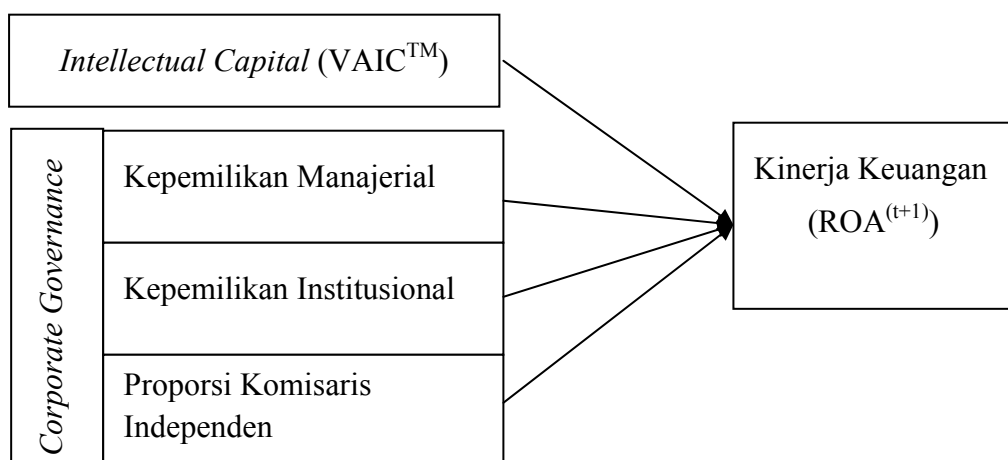 Intellectual Capital (VAIC™)
Corporate Governance
Kepemilikan Manajerial
Kepemilikan Institusional
Proporsi Komisaris
Independen
Kinerja Keuangan
(ROA⁽ᵗ⁺¹⁾)